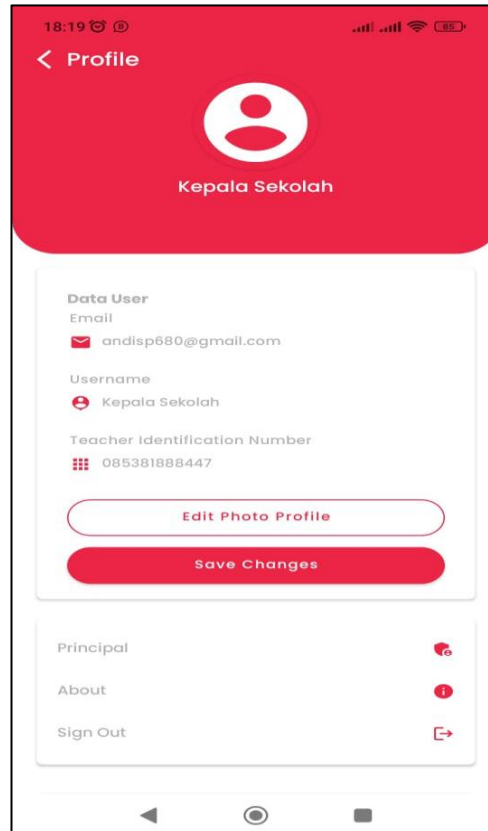 18:19
85
Profile
Kepala Sekolah
Data User
Email
andisp680@gmail.com
Username
Kepala Sekolah
Teacher Identification Number
085381888447
Edit Photo Profile
Save Changes
Principal
About
Sign Out